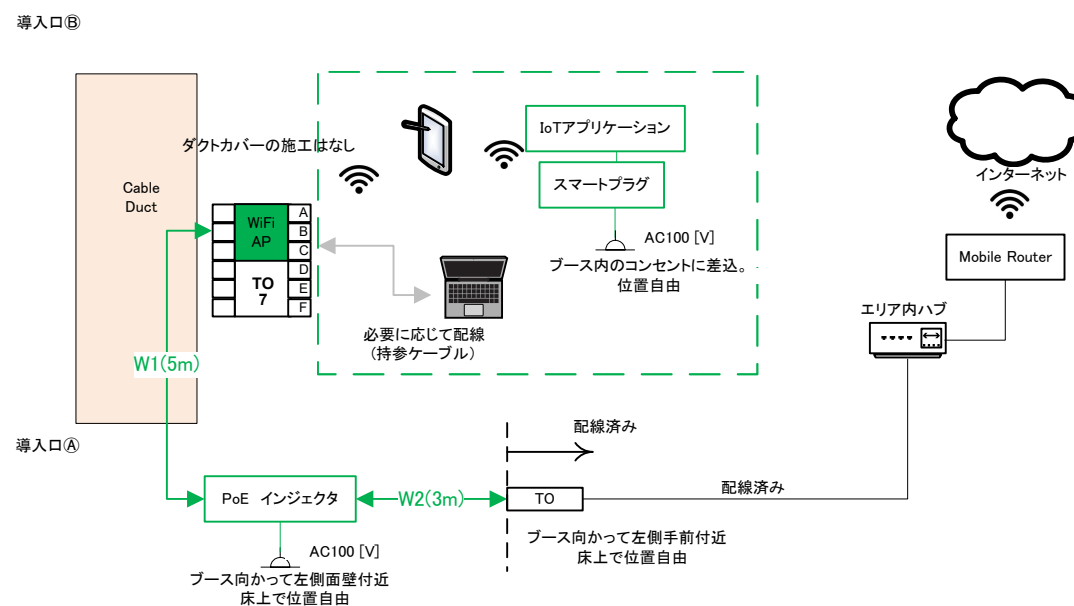 導入口Ⓑ
Cable
Duct
ダクトカバーの施工はなし
IoTアプリケーション
スマートプラグ
AC100 [V]
ブース内のコンセントに差込。
位置自由
インターネット
Mobile Router
エリア内ハブ
WiFi
AP
TO
7
A
B
C
D
E
F
必要に応じて配線
(持参ケーブル)
W1(5m)
導入口Ⓐ
配線済み
PoE インジェクタ
W2(3m)
TO
配線済み
AC100 [V]
ブース向かって左側面壁付近
床上で位置自由
ブース向かって左側手前付近
床上で位置自由